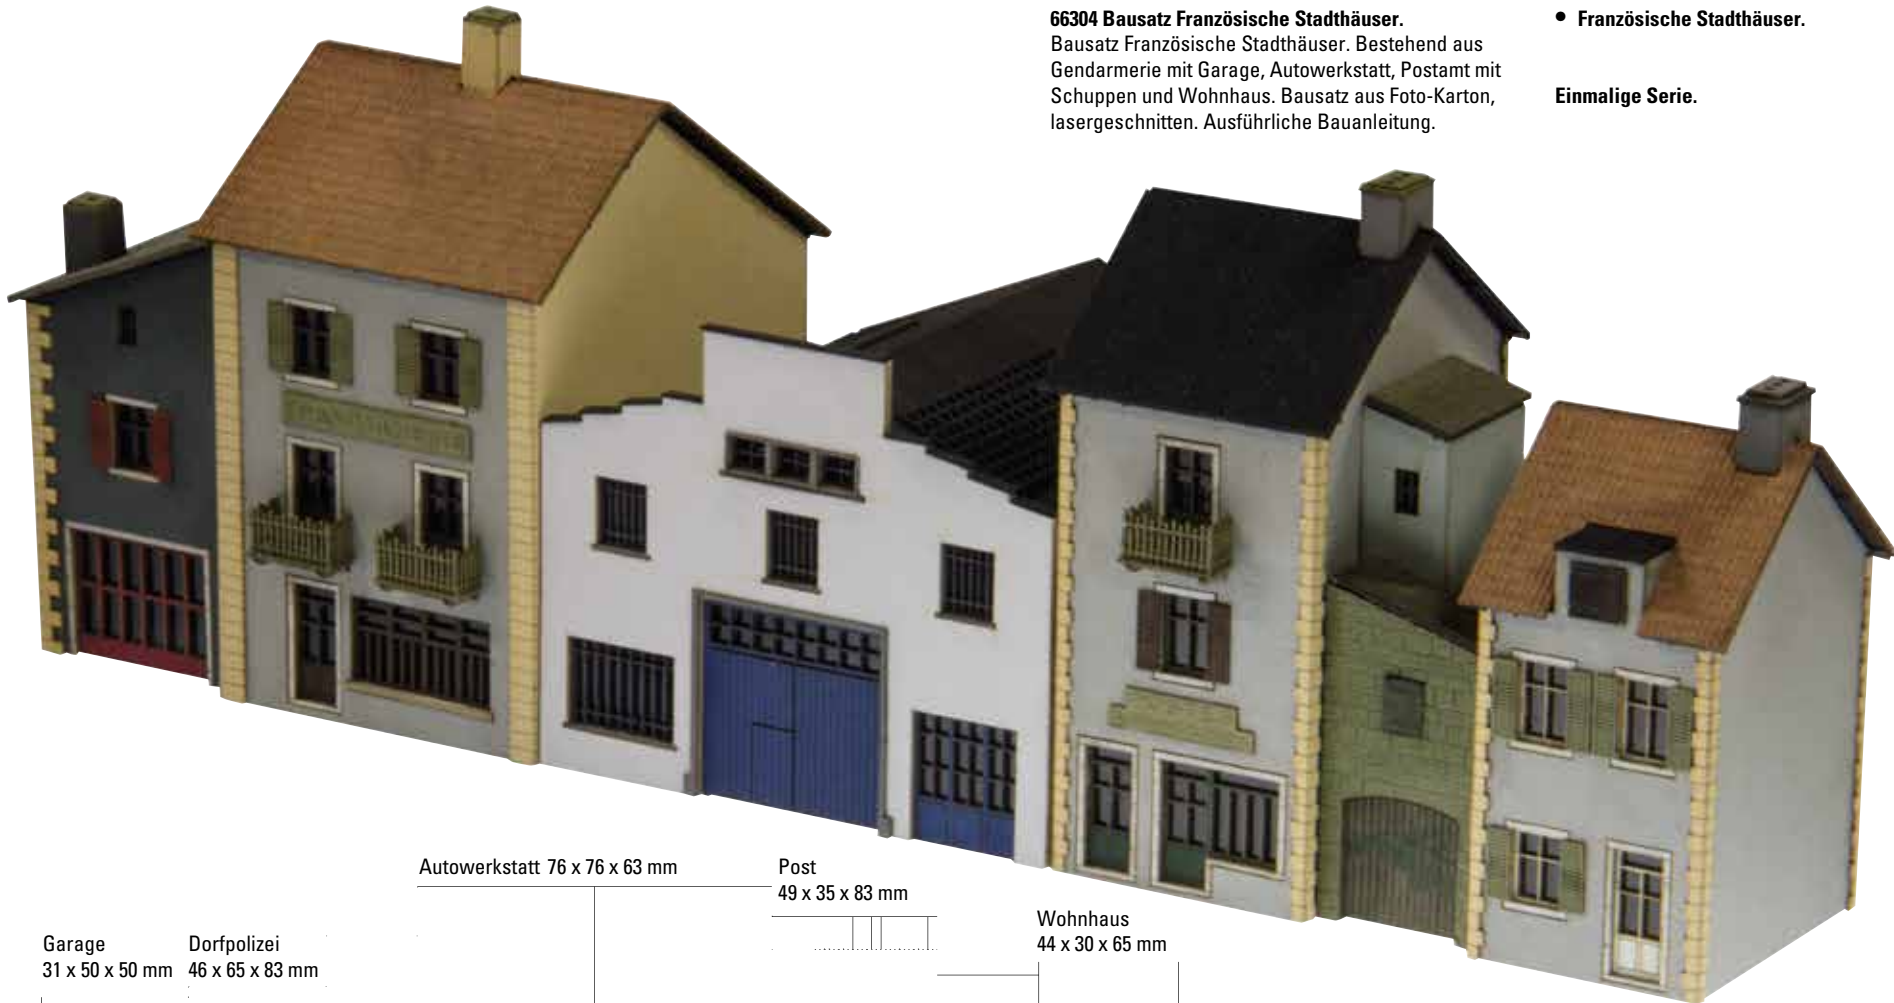 66304 Bausatz Französische Stadthäuser.
Bausatz Französische Stadthäuser. Bestehend aus
Gendarmerie mit Garage, Autowerkstatt, Postamt mit
Schuppen und Wohnhaus. Bausatz aus Foto-Karton,
lasergeschnitten. Ausführliche Bauanleitung.
• Französische Stadthäuser.
Einmalige Serie.
Autowerkstatt 76 x 76 x 63 mm
Post
49 x 35 x 83 mm
Wohnhaus
44 x 30 x 65 mm
Garage
31 x 50 x 50 mm
Dorfpolizei
46 x 65 x 83 mm